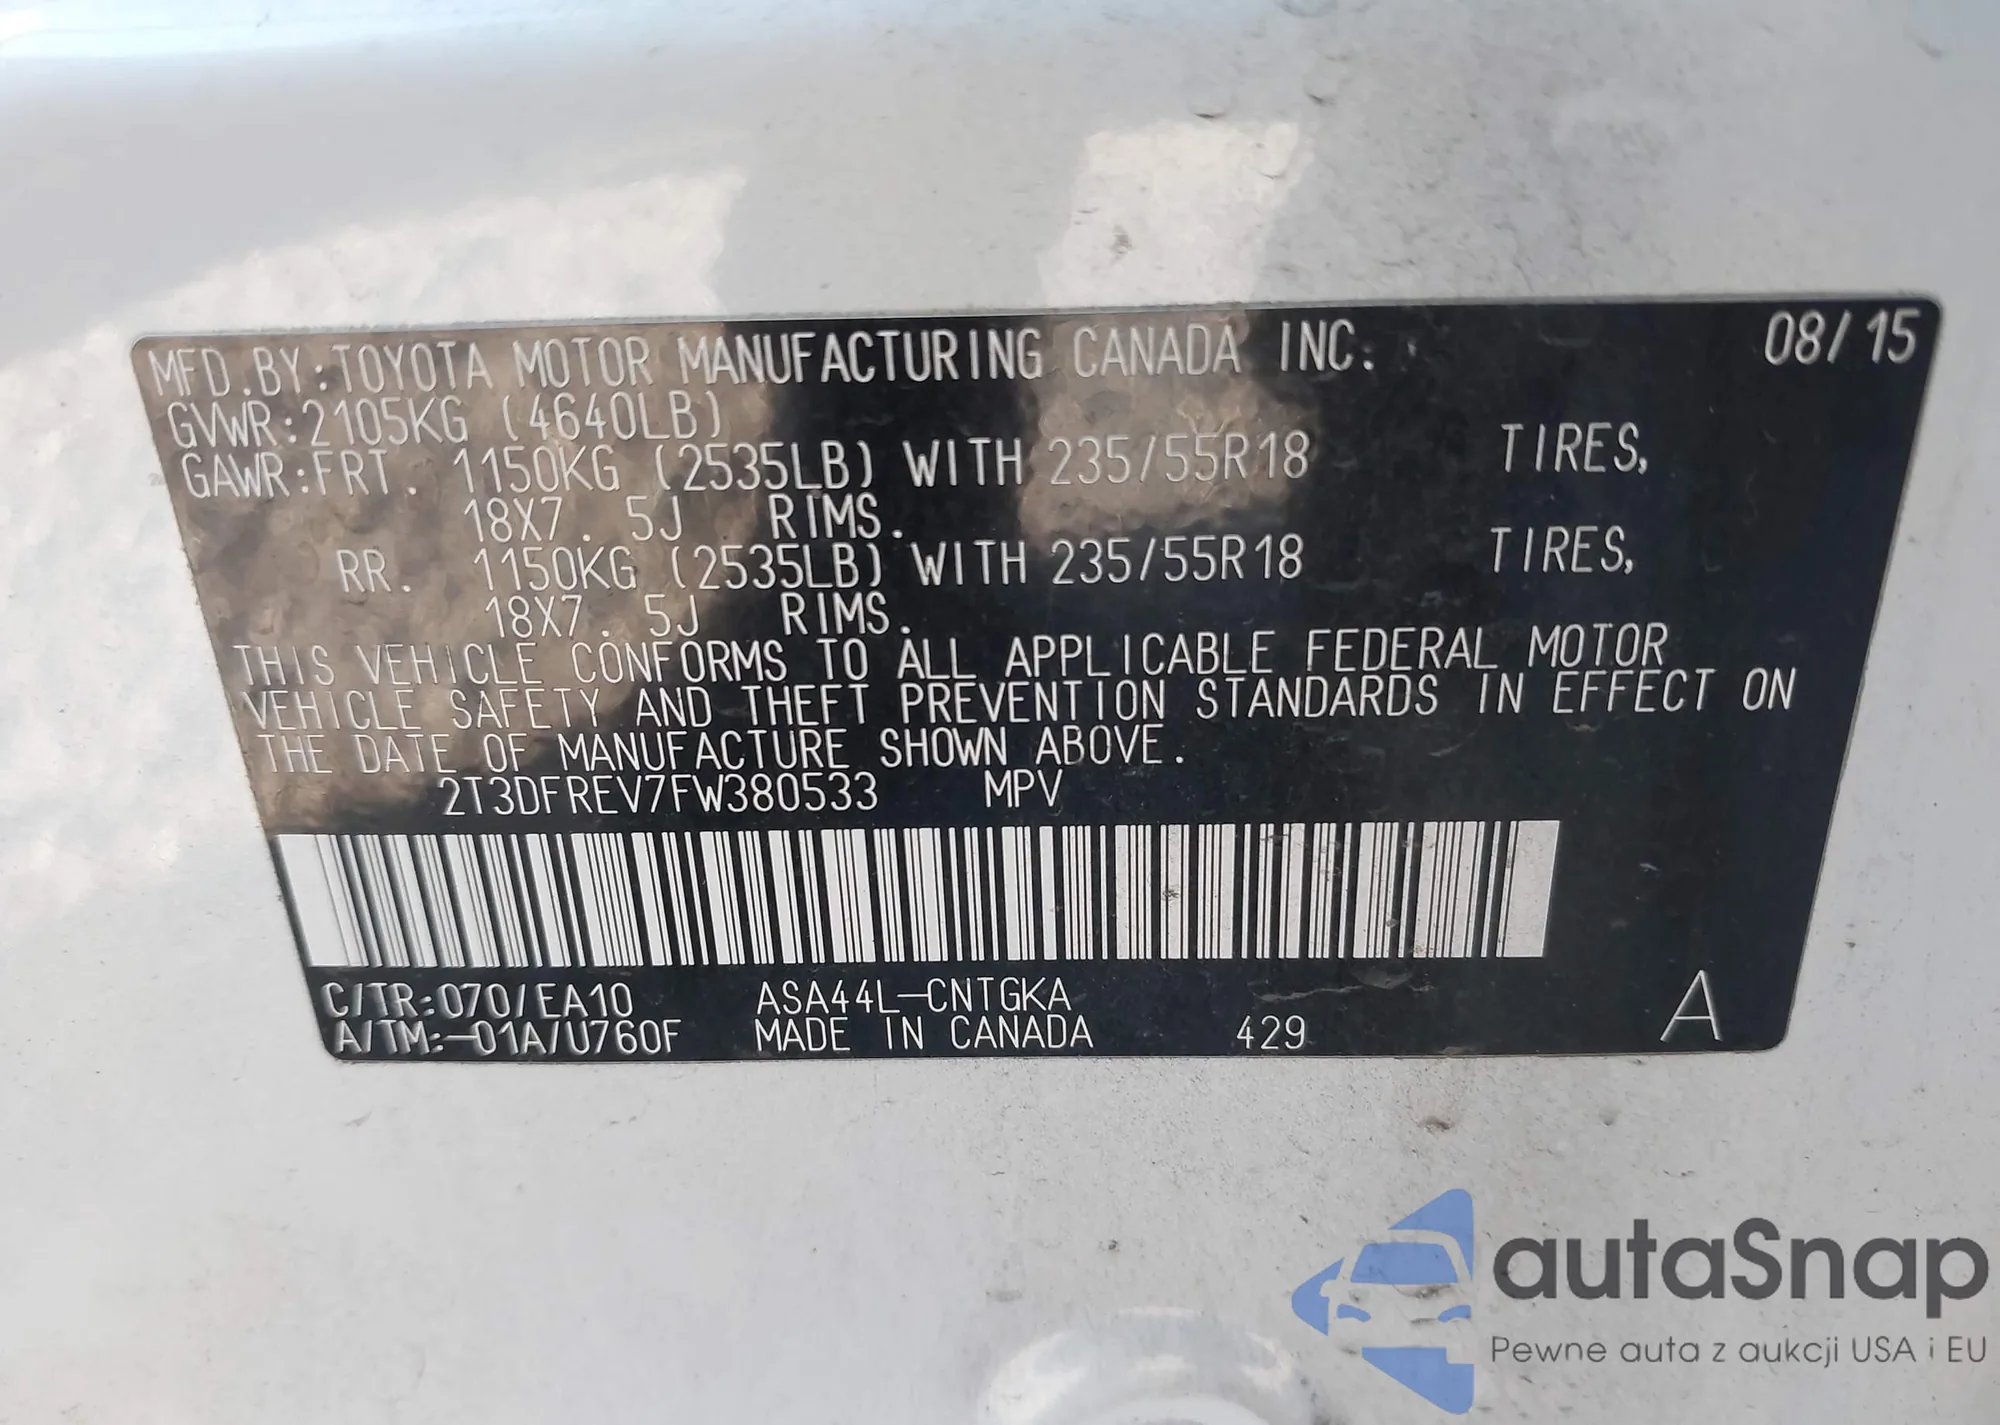 MFD.BY:TOYOTA MOTOR MANUFACTURING CANADA INC. 08/15
GVWR:2105KG (4640LB)
GAWR:FRT. 1150KG (2535LB) WITH 235/55R18 TIRES,
18X7.5J RIMS.
RR. 1150KG (2535LB) WITH 235/55R18 TIRES,
18X7.5J RIMS.
THIS VEHICLE CONFORMS TO ALL APPLICABLE FEDERAL MOTOR
VEHICLE SAFETY AND THEFT PREVENTION STANDARDS IN EFFECT ON
THE DATE OF MANUFACTURE SHOWN ABOVE.
2T3DFREV7FW380533 MPV
C/TR:070/EA10 ASA44L-CNTGKA
A/TM:-01A/U760F MADE IN CANADA 429 A
autaSnap
Pewne auta z aukcji USA i EU